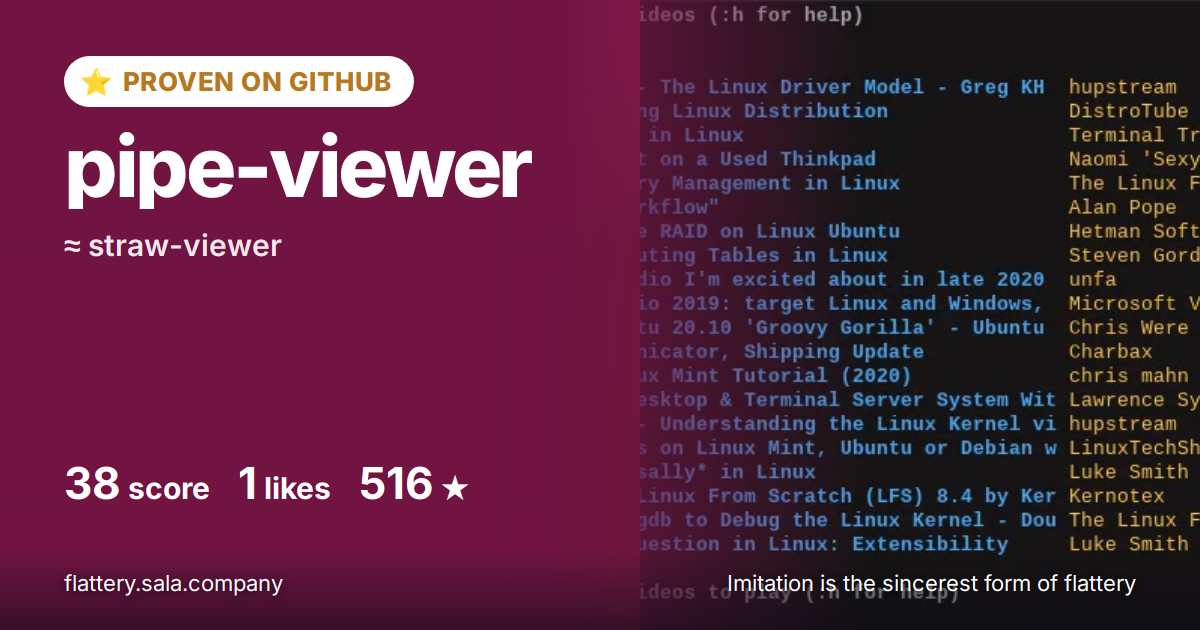 PROVEN ON GITHUB
pipe-viewer
≈ straw-viewer
38 score 1 likes 516 ★
flattery.sala.company
ideos (:h for help)
- The Linux Driver Model - Greg KH hupstream
ng Linux Distribution DistroTube
in Linux Terminal Tr
t on a Used Thinkpad Naomi 'Sexy
ry Management in Linux The Linux F
rkflow" Alan Pope
e RAID on Linux Ubuntu Hetman Soft
uting Tables in Linux Steven Gord
dio I'm excited about in late 2020 unfa
io 2019: target Linux and Windows, Microsoft V
tu 20.10 'Groovy Gorilla' - Ubuntu Chris Were
nicator, Shipping Update Charbax
ux Mint Tutorial (2020) chris mahn
esktop & Terminal Server System Wit Lawrence Sy
- Understanding the Linux Kernel vi hupstream
s on Linux Mint, Ubuntu or Debian w LinuxTechSh
sally* in Linux Luke Smith
Linux From Scratch (LFS) 8.4 by Ker Kernotex
gdb to Debug the Linux Kernel - Dou The Linux F
uestion in Linux: Extensibility Luke Smith
ideos to play (:h for help)
Imitation is the sincerest form of flattery